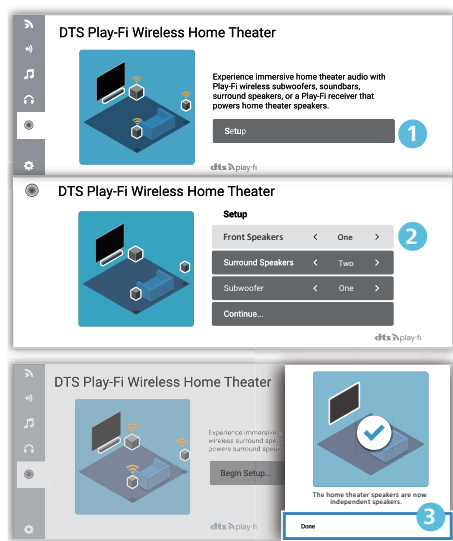 DTS Play-Fi Wireless Home Theater
Experience immersive home theater audio with
Play-Fi wireless subwoofers, soundbars,
surround speakers, or a Play-Fi receiver that
powers home theater speakers.
Setup
1
dts play-fi
DTS Play-Fi Wireless Home Theater
Setup
Front Speakers < One >
2
Surround Speakers < Two >
Subwoofer < One >
Continue...
dts play-fi
DTS Play-Fi Wireless Home Theater
Experience immersive
wireless surround spea
powers surround speak
Begin Setup...
dts play-fi
The home theater speakers are now
independent speakers.
3
Done